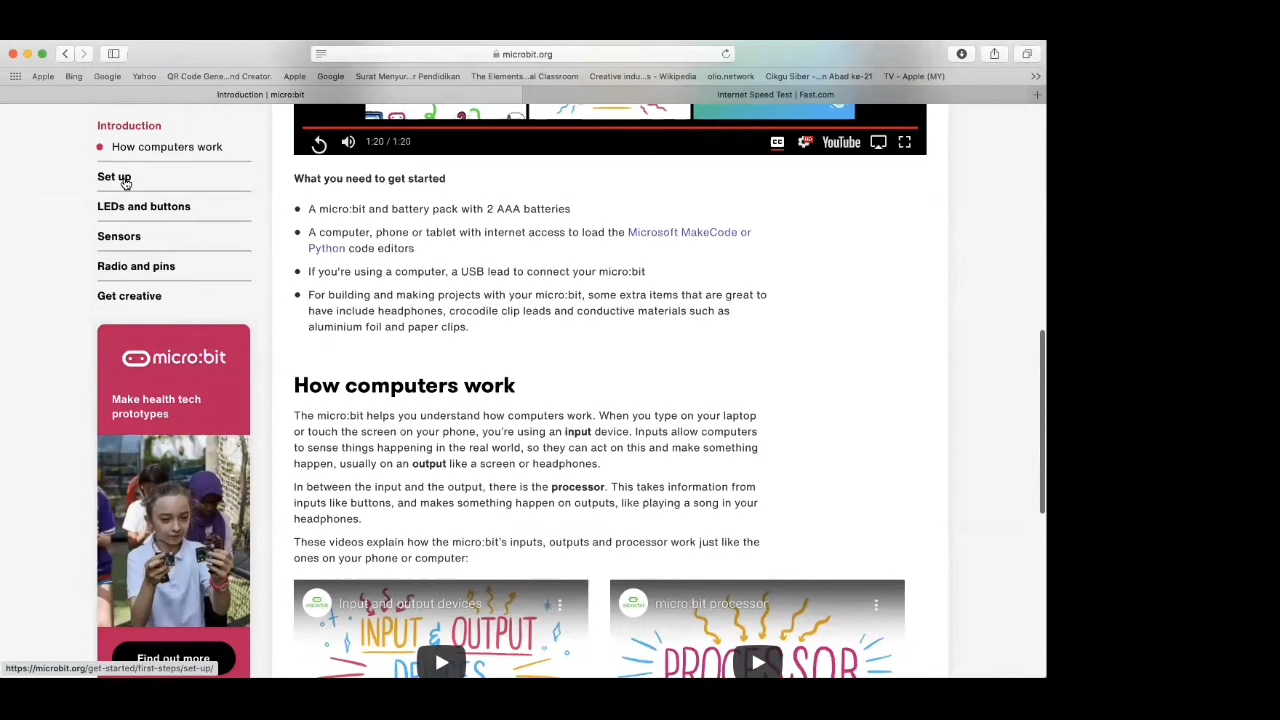 microbit.org
Apple Bing Google Yahoo QR Code Gene...nd Creator. Apple Google Surat Menyur...r Pendidikan The Elements...al Classroom Creative indu...s - Wikipedia olio.network Cikgu Siber -...n Abad ke-21 TV - Apple (MY) >>
Introduction | micro:bit
Internet Speed Test | Fast.com
Introduction
How computers work
Set up
LEDs and buttons
Sensors
Radio and pins
Get creative
micro:bit
Make health tech
prototypes
Find out more
1:20 / 1:20
CC
HD
YouTube
What you need to get started
A micro:bit and battery pack with 2 AAA batteries
A computer, phone or tablet with internet access to load the Microsoft MakeCode or
Python code editors
If you're using a computer, a USB lead to connect your micro:bit
For building and making projects with your micro:bit, some extra items that are great to
have include headphones, crocodile clip leads and conductive materials such as
aluminium foil and paper clips.
How computers work
The micro:bit helps you understand how computers work. When you type on your laptop
or touch the screen on your phone, you’re using an input device. Inputs allow computers
to sense things happening in the real world, so they can act on this and make something
happen, usually on an output like a screen or headphones.
In between the input and the output, there is the processor. This takes information from
inputs like buttons, and makes something happen on outputs, like playing a song in your
headphones.
These videos explain how the micro:bit’s inputs, outputs and processor work just like the
ones on your phone or computer:
micro:bit
Input and output devices
INPUT & OUTPUT
DEVICES
micro:bit
micro:bit processor
PROCESSOR
https://microbit.org/get-started/first-steps/set-up/